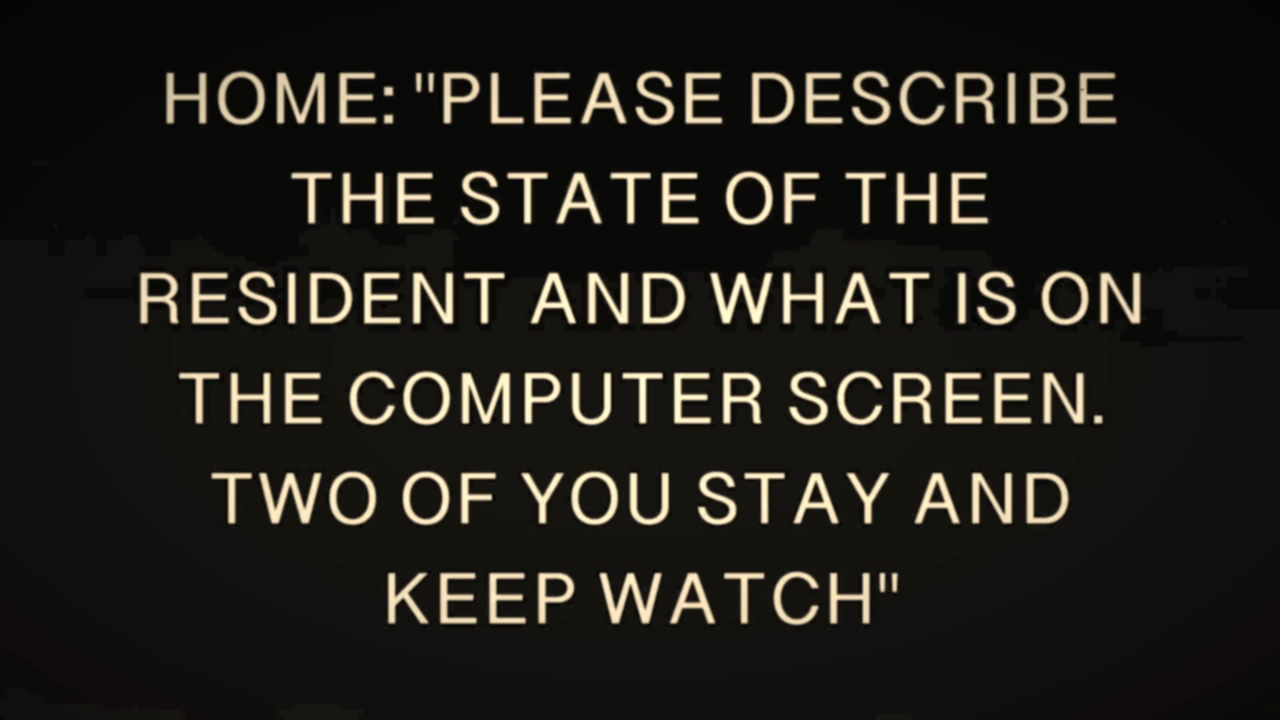 HOME: "PLEASE DESCRIBE
THE STATE OF THE
RESIDENT AND WHAT IS ON
THE COMPUTER SCREEN.
TWO OF YOU STAY AND
KEEP WATCH"